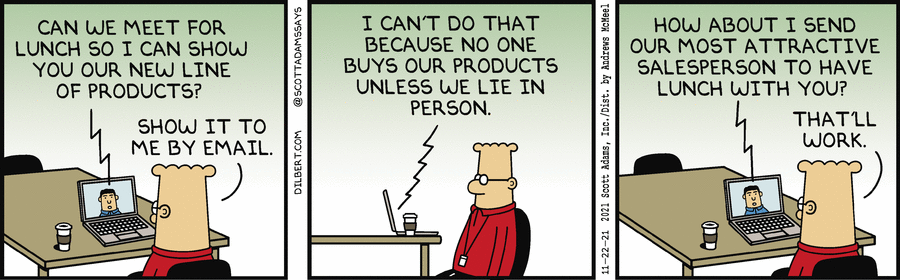 CAN WE MEET FOR
LUNCH SO I CAN SHOW
YOU OUR NEW LINE
OF PRODUCTS?
SHOW IT TO
ME BY EMAIL.
DILBERT.COM @SCOTTADAMSSAYS
I CAN'T DO THAT
BECAUSE NO ONE
BUYS OUR PRODUCTS
UNLESS WE LIE IN
PERSON.
11-22-21 2021 Scott Adams, Inc./Dist. by Andrews McMeel
HOW ABOUT I SEND
OUR MOST ATTRACTIVE
SALESPERSON TO HAVE
LUNCH WITH YOU?
THAT'LL
WORK.